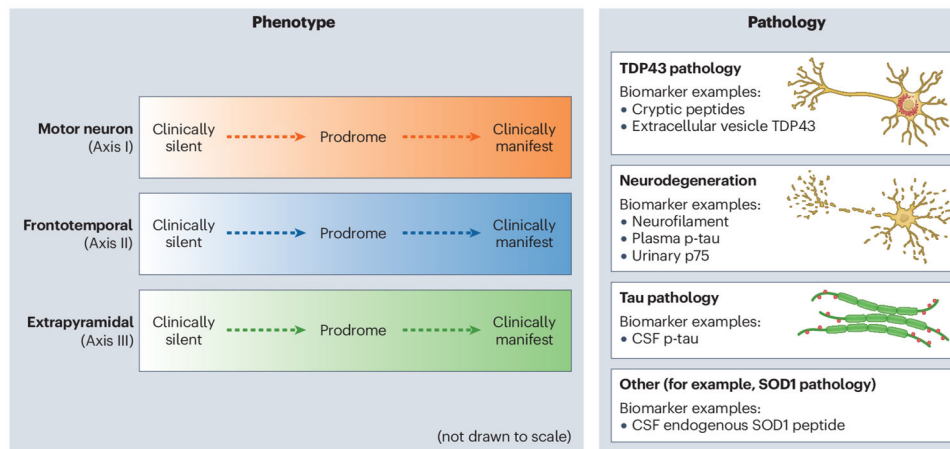 Phenotype
Motor neuron
(Axis I)
Clinically
silent
Prodrome
Clinically
manifest
Frontotemporal
(Axis II)
Clinically
silent
Prodrome
Clinically
manifest
Extrapyramidal
(Axis III)
Clinically
silent
Prodrome
Clinically
manifest
(not drawn to scale)
Pathology
TDP43 pathology
Biomarker examples:
• Cryptic peptides
• Extracellular vesicle TDP43
Neurodegeneration
Biomarker examples:
• Neurofilament
• Plasma p-tau
• Urinary p75
Tau pathology
Biomarker examples:
• CSF p-tau
Other (for example, SOD1 pathology)
Biomarker examples:
• CSF endogenous SOD1 peptide